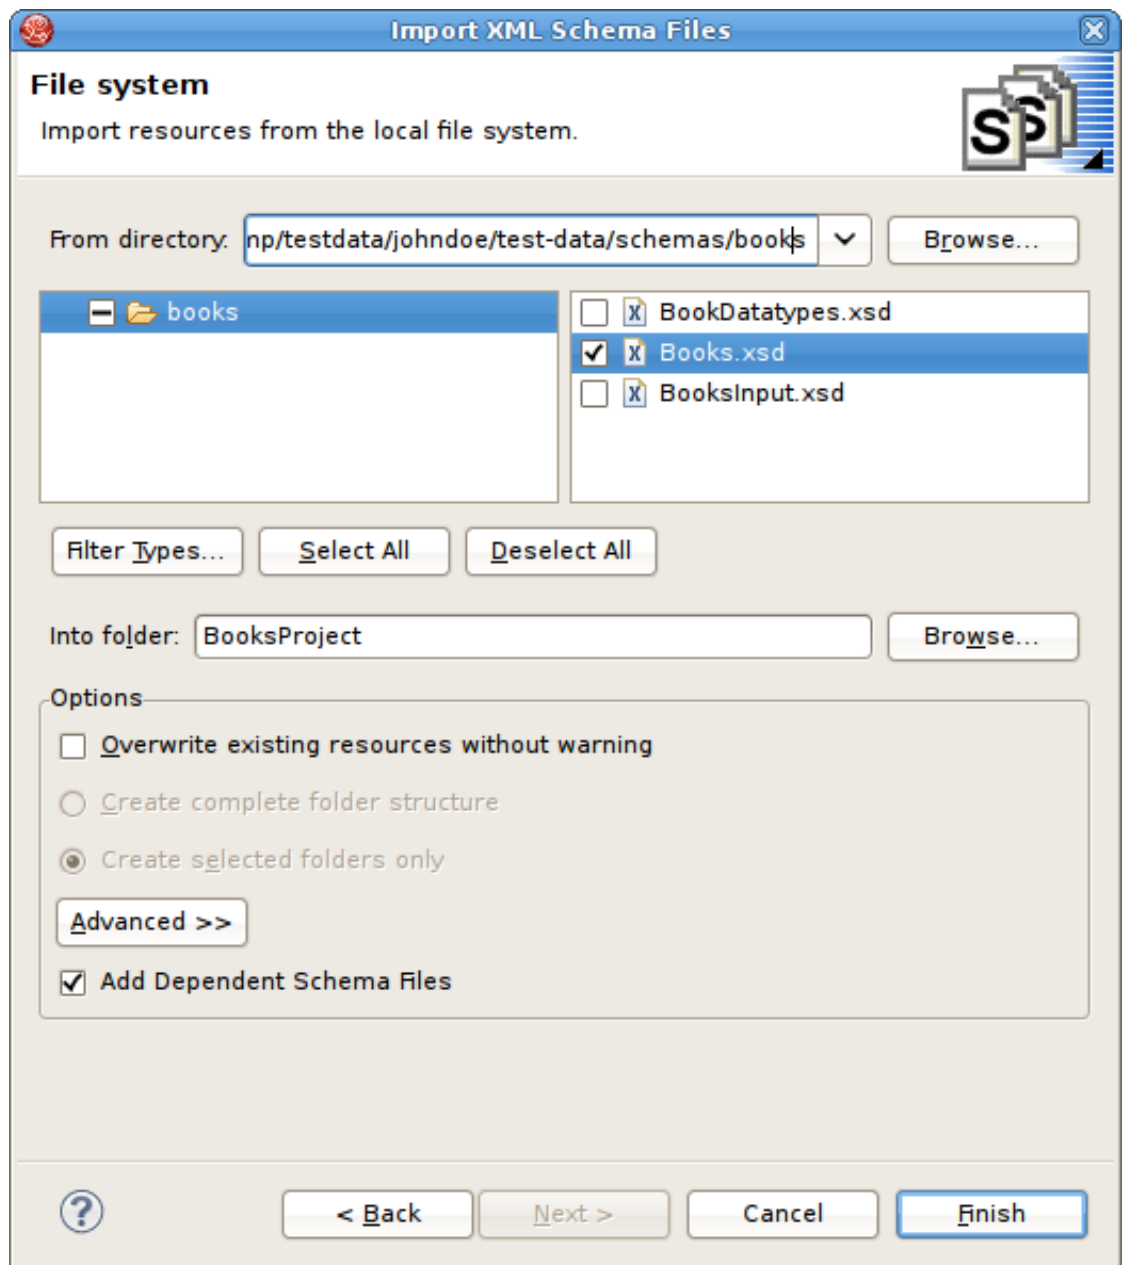 Import XML Schema Files
File system
Import resources from the local file system.
From directory: np/testdata/johndoe/test-data/schemas/books Browse...
books
BookDatatypes.xsd
Books.xsd
BooksInput.xsd
Filter Types... Select All Deselect All
Into folder: BooksProject Browse...
Options
Overwrite existing resources without warning
Create complete folder structure
Create selected folders only
Advanced >>
Add Dependent Schema Files
< Back Next > Cancel Finish